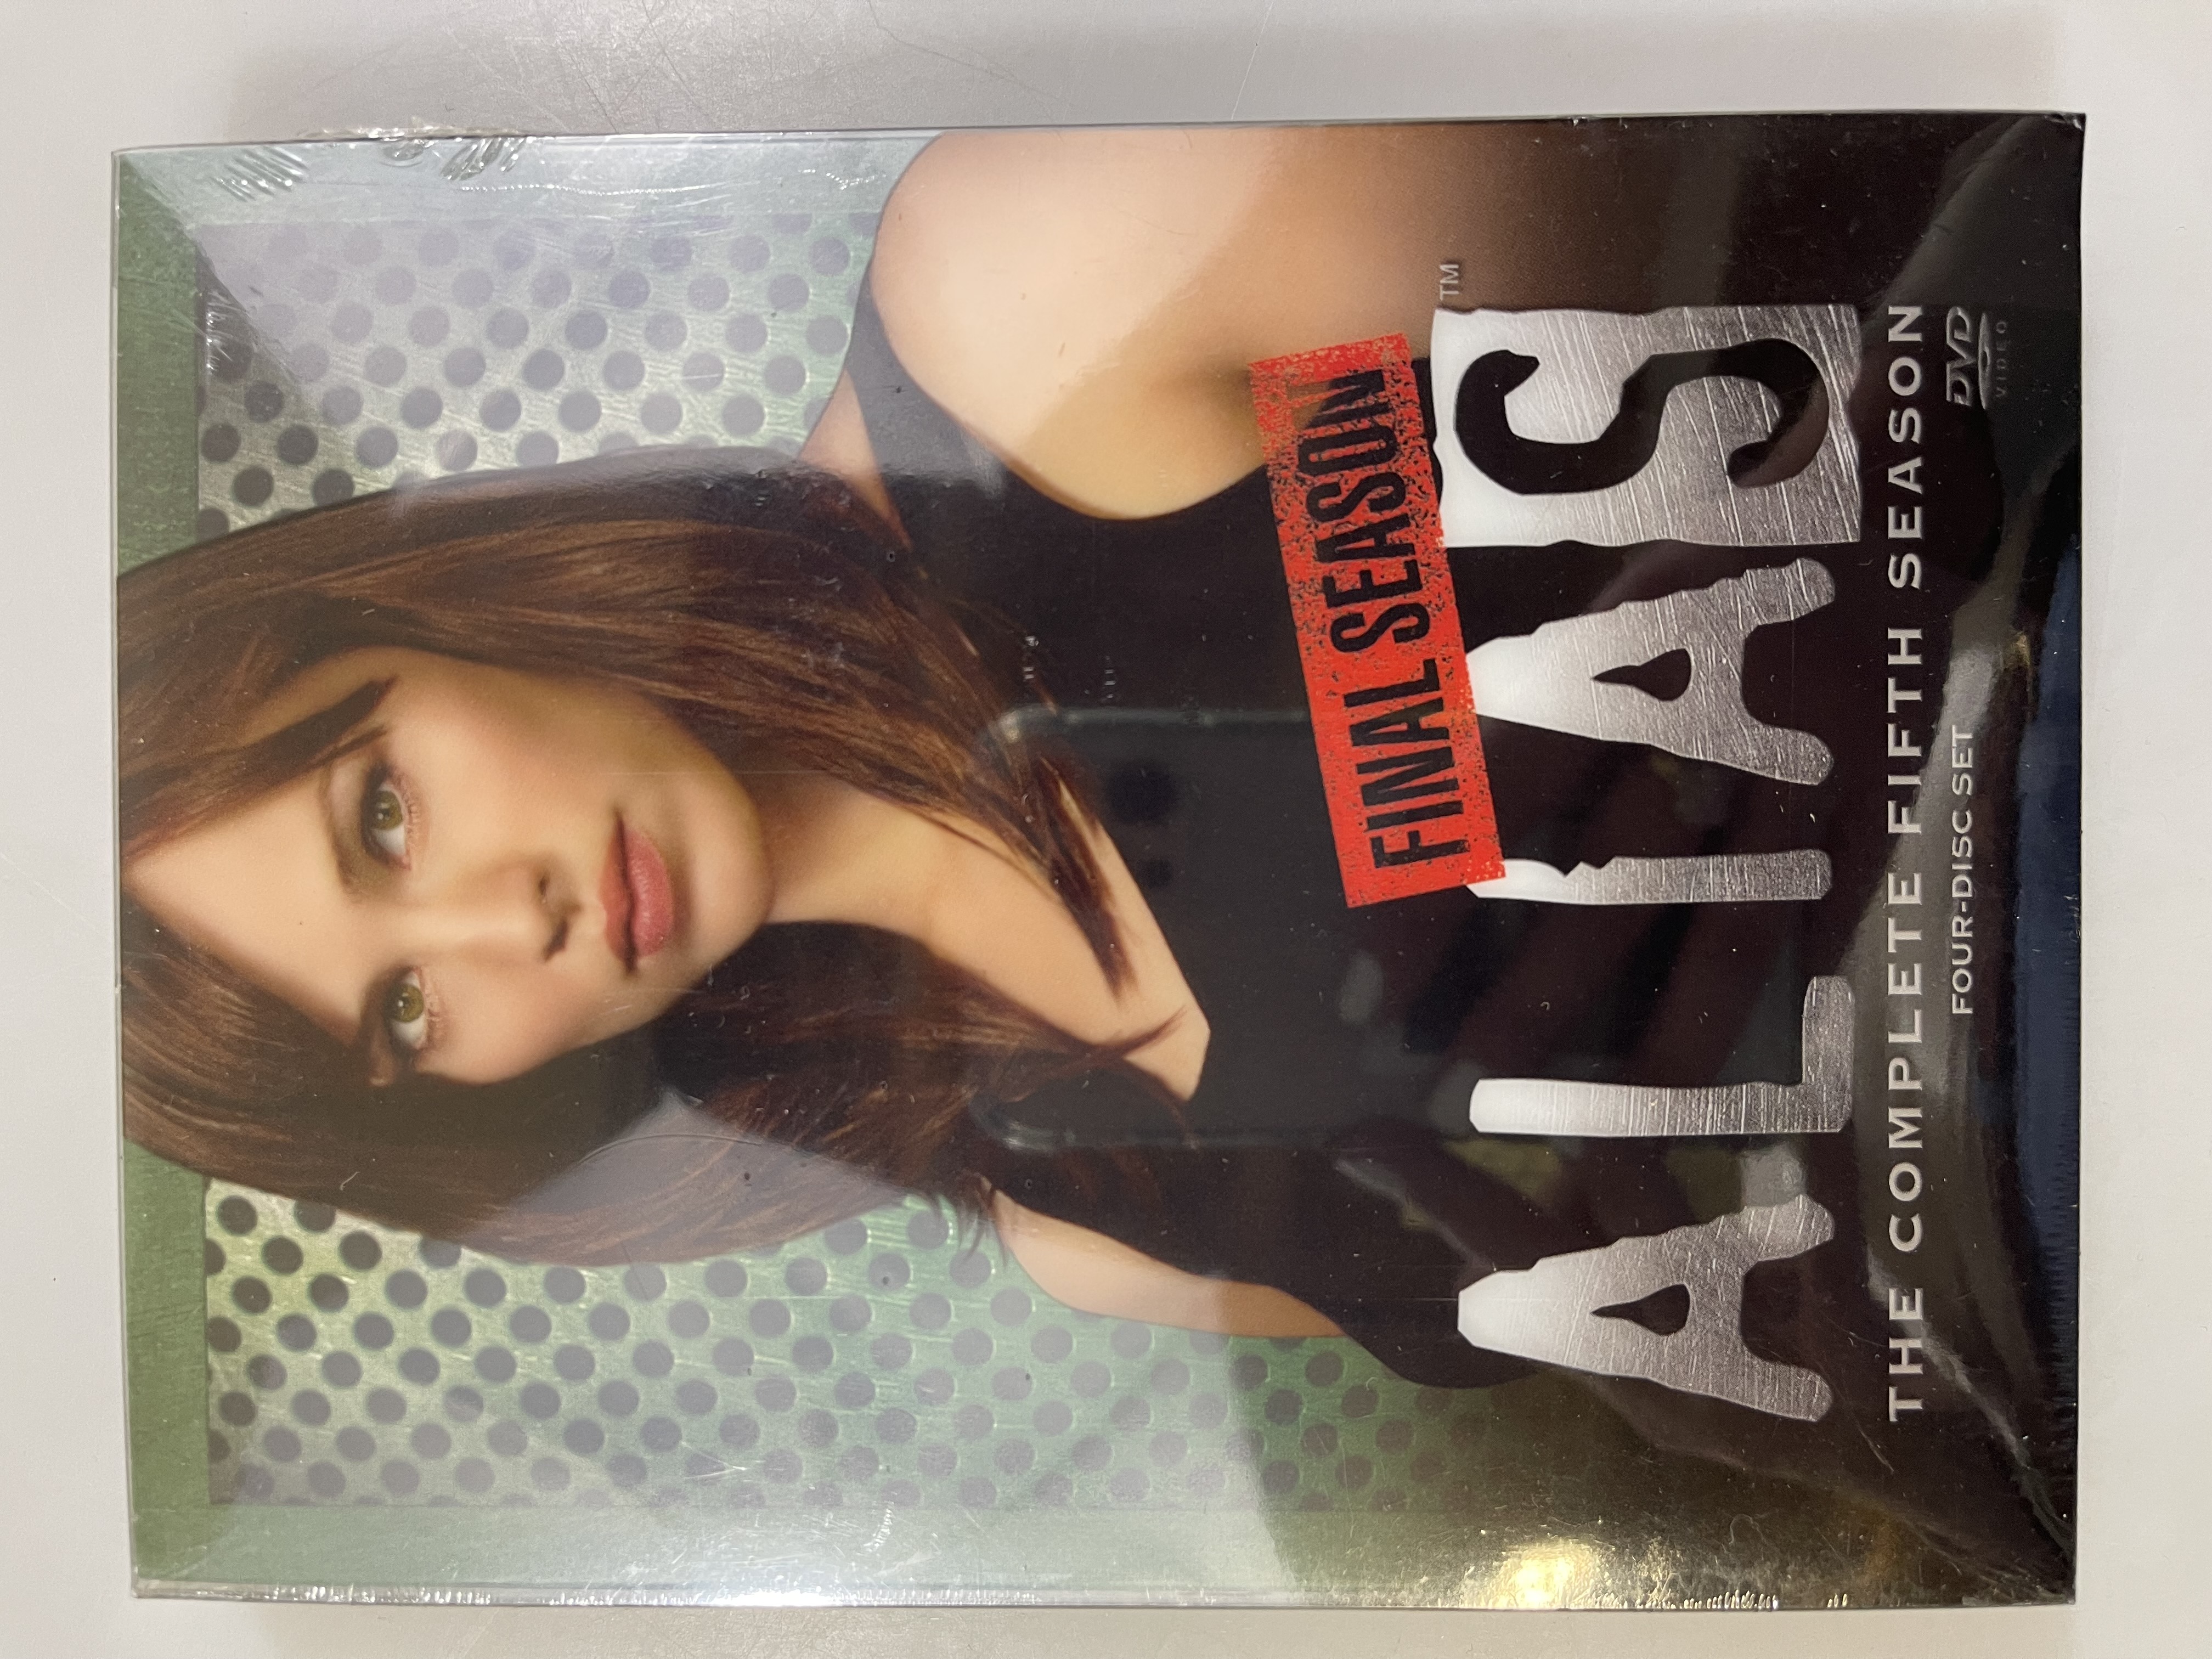 FINAL SEASON
ALIAS™
THE COMPLETE FIFTH SEASON
FOUR-DISC SET
DVD
VIDEO